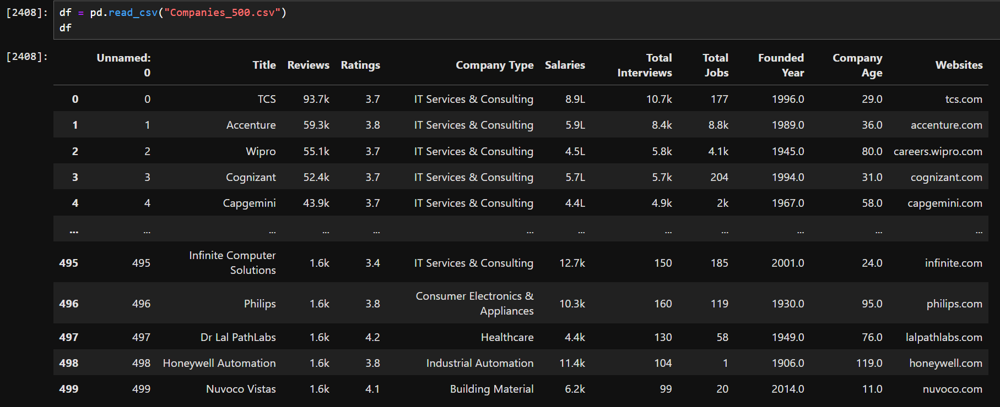 [2408]: df = pd.read_csv("Companies_500.csv")
df
[2408]: Unnamed: 0 Title Reviews Ratings Company Type Salaries Total Interviews Total Jobs Founded Year Company Age Websites
0 0 TCS 93.7k 3.7 IT Services & Consulting 8.9L 10.7k 177 1996.0 29.0 tcs.com
1 1 Accenture 59.3k 3.8 IT Services & Consulting 5.9L 8.4k 8.8k 1989.0 36.0 accenture.com
2 2 Wipro 55.1k 3.7 IT Services & Consulting 4.5L 5.8k 4.1k 1945.0 80.0 careers.wipro.com
3 3 Cognizant 52.4k 3.7 IT Services & Consulting 5.7L 5.7k 204 1994.0 31.0 cognizant.com
4 4 Capgemini 43.9k 3.7 IT Services & Consulting 4.4L 4.9k 2k 1967.0 58.0 capgemini.com
... ... ... ... ... ... ... ... ... ... ... ...
495 495 Infinite Computer Solutions 1.6k 3.4 IT Services & Consulting 12.7k 150 185 2001.0 24.0 infinite.com
496 496 Philips 1.6k 3.8 Consumer Electronics & Appliances 10.3k 160 119 1930.0 95.0 philips.com
497 497 Dr Lal PathLabs 1.6k 4.2 Healthcare 4.4k 130 58 1949.0 76.0 lalpathlabs.com
498 498 Honeywell Automation 1.6k 3.8 Industrial Automation 11.4k 104 1 1906.0 119.0 honeywell.com
499 499 Nuvoco Vistas 1.6k 4.1 Building Material 6.2k 99 20 2014.0 11.0 nuvoco.com